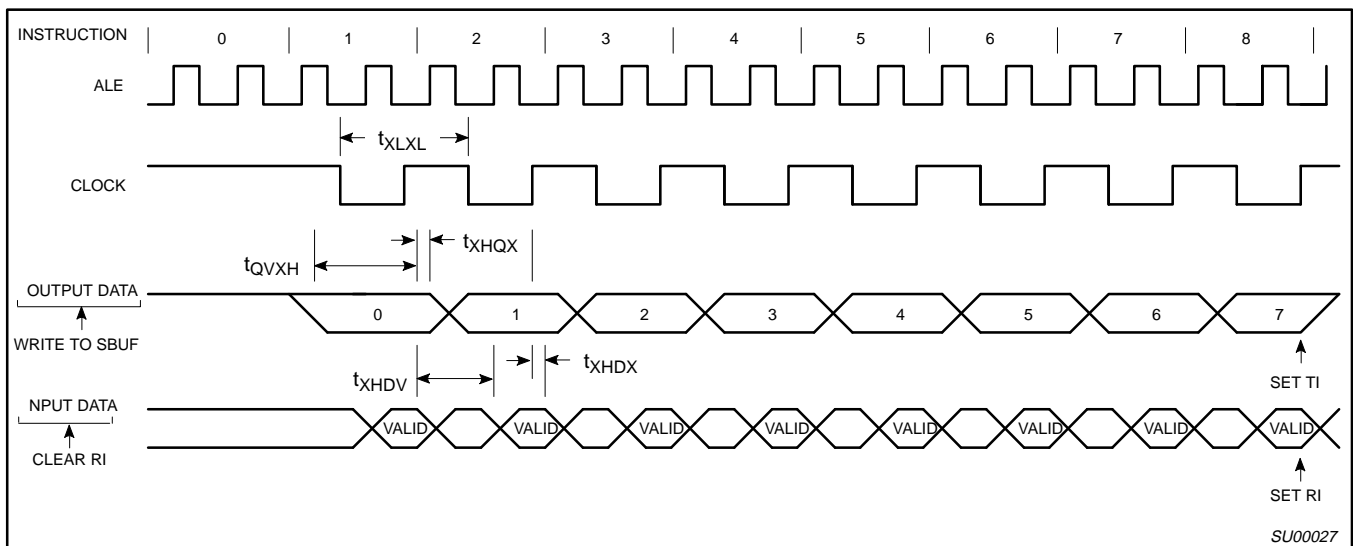 INSTRUCTION 0 1 2 3 4 5 6 7 8
ALE
tXLXL
CLOCK
tXHQX
tQVXH
OUTPUT DATA
0 1 2 3 4 5 6 7
WRITE TO SBUF
tXHDX
tXHDV
SET TI
NPUT DATA
VALID VALID VALID VALID VALID VALID VALID VALID
CLEAR RI
SET RI
SU00027